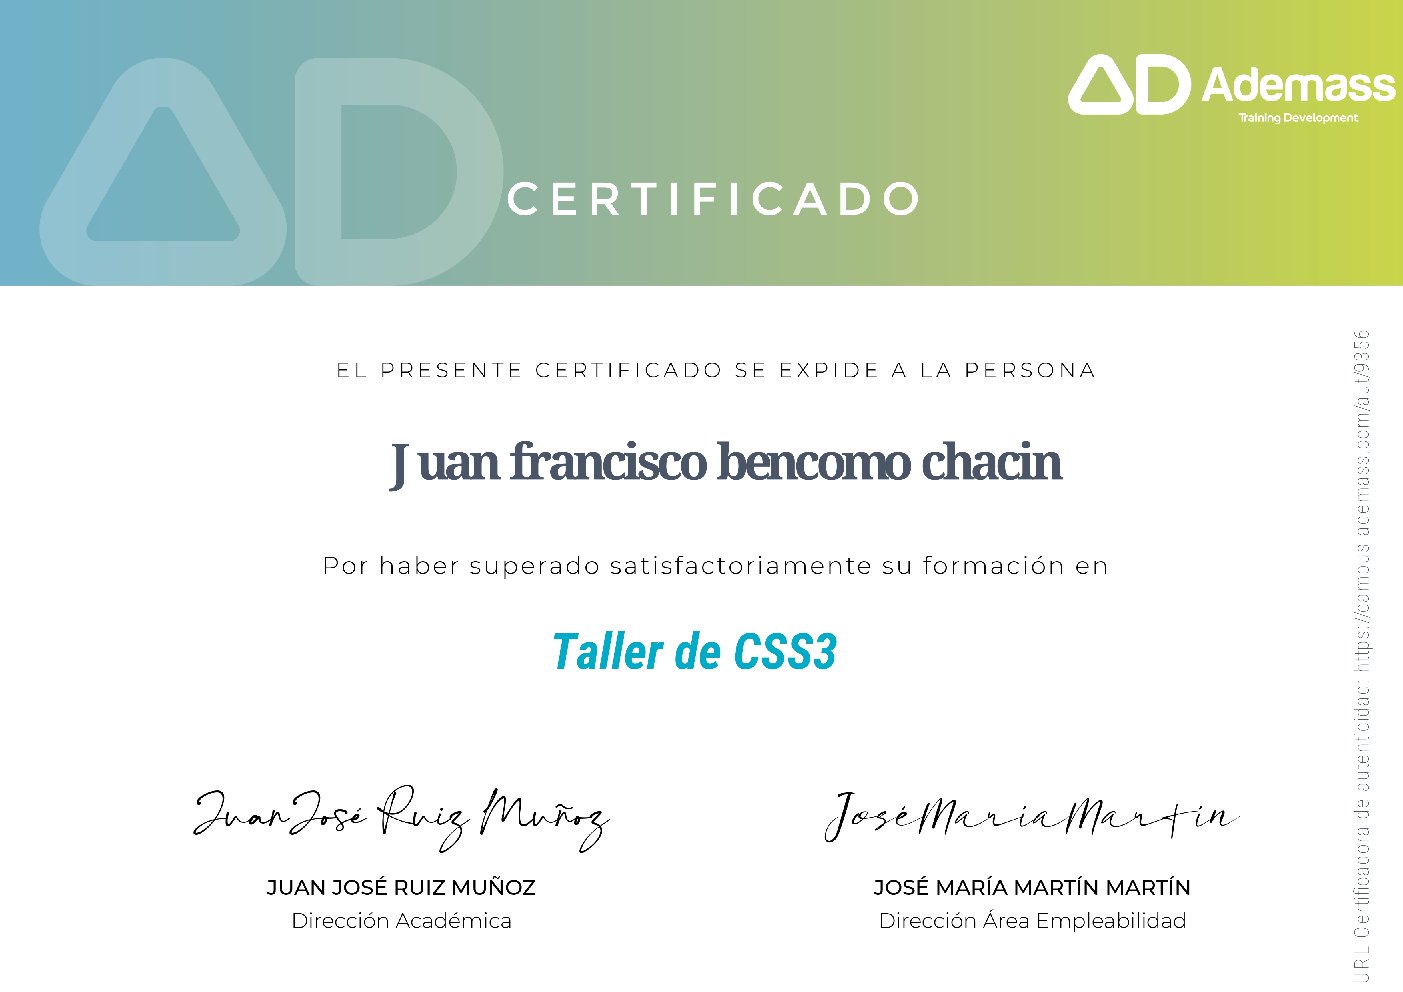 AD Ademass
Training Development
CERTIFICADO
EL PRESENTE CERTIFICADO SE EXPIDE A LA PERSONA
Juan francisco bencomo chacin
Por haber superado satisfactoriamente su formación en
Taller de CSS3
Juan José Ruiz Muñoz
José María Martín
JUAN JOSÉ RUIZ MUÑOZ
JOSÉ MARÍA MARTÍN MARTÍN
Dirección Académica
Dirección Área Empleabilidad
URL Certificadora de autenticidad: https://campus.ademass.com/aut/9356